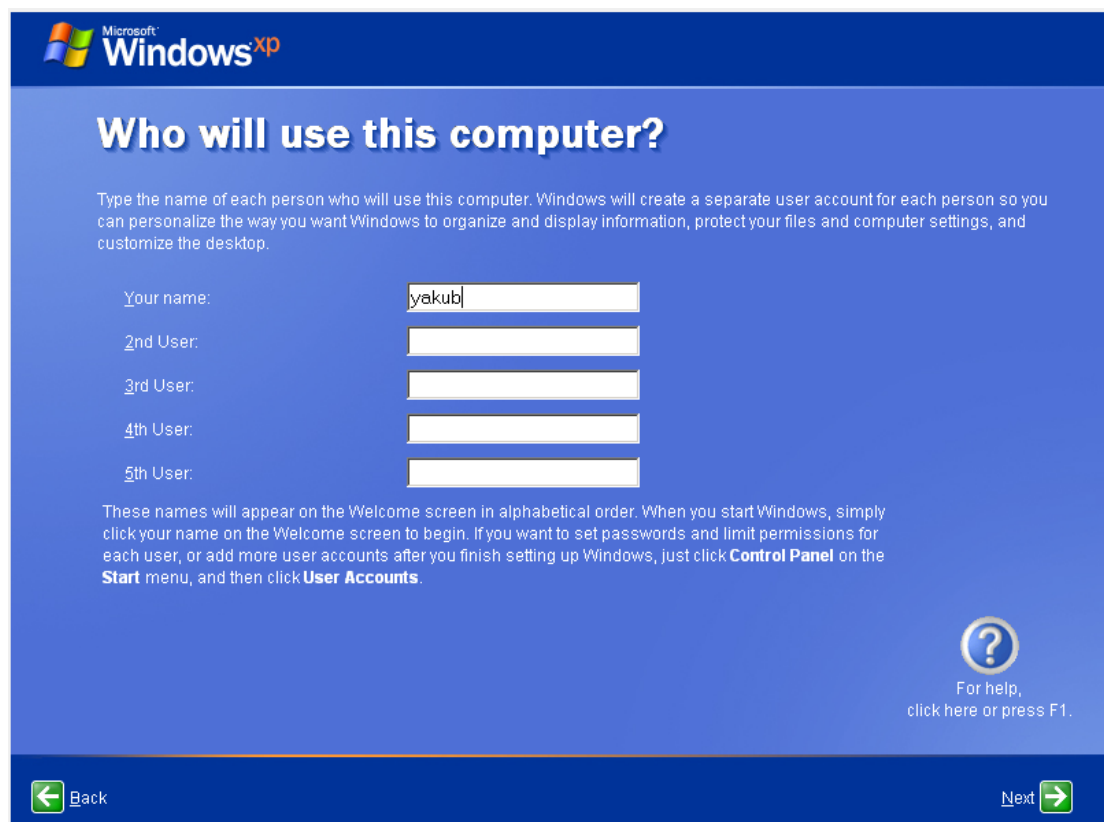 Microsoft
Windows xp
Who will use this computer?
Type the name of each person who will use this computer. Windows will create a separate user account for each person so you
can personalize the way you want Windows to organize and display information, protect your files and computer settings, and
customize the desktop.
Your name: yakub
2nd User:
3rd User:
4th User:
5th User:
These names will appear on the Welcome screen in alphabetical order. When you start Windows, simply
click your name on the Welcome screen to begin. If you want to set passwords and limit permissions for
each user, or add more user accounts after you finish setting up Windows, just click Control Panel on the
Start menu, and then click User Accounts.
For help,
click here or press F1.
Back
Next